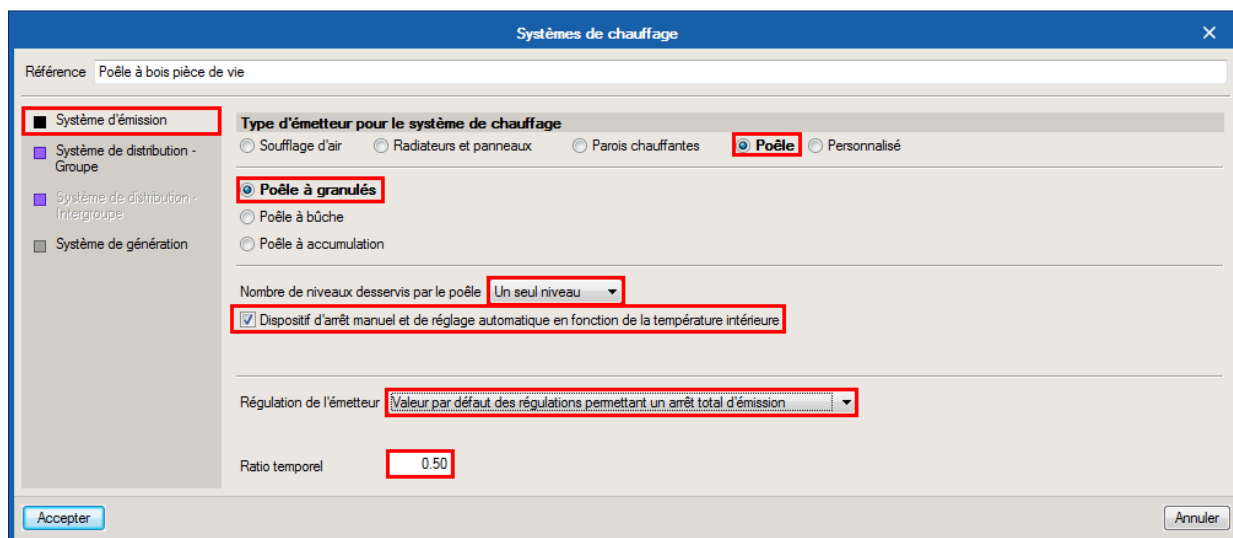 Systèmes de chauffage
Référence Poêle à bois pièce de vie
Système d'émission
Système de distribution -
Groupe
Système de distribution -
Intergroupe
Système de génération
Type d'émetteur pour le système de chauffage
Soufflage d'air Radiateurs et panneaux Parois chauffantes Poêle Personnalisé
Poêle à granulés
Poêle à bûche
Poêle à accumulation
Nombre de niveaux desservis par le poêle Un seul niveau
Dispositif d'arrêt manuel et de réglage automatique en fonction de la température intérieure
Régulation de l'émetteur Valeur par défaut des régulations permettant un arrêt total d'émission
Ratio temporel 0.50
Accepter Annuler